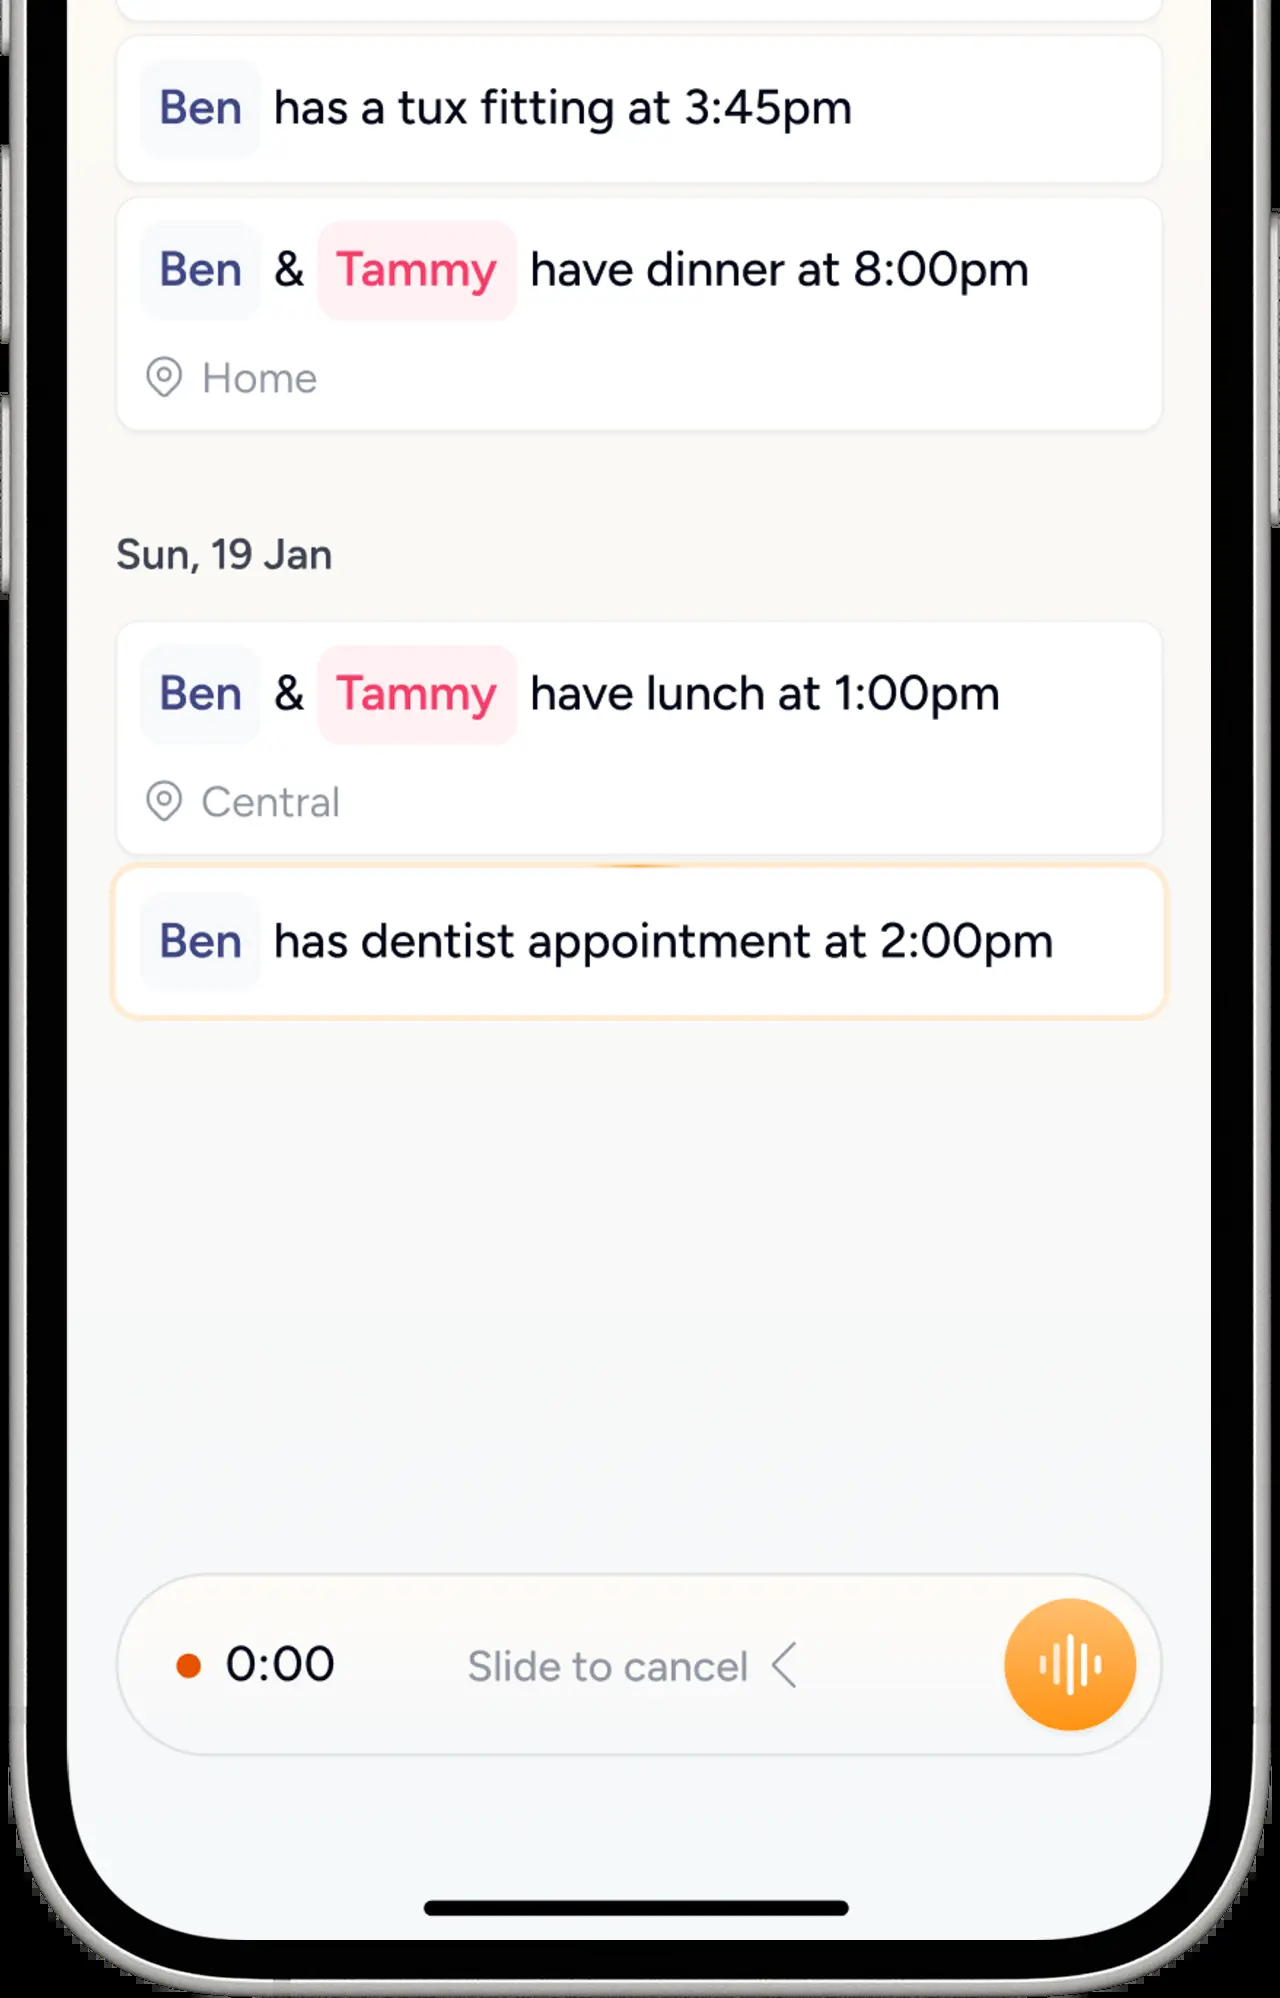 Ben has a tux fitting at 3:45pm
Ben & Tammy have dinner at 8:00pm
Home
Sun, 19 Jan
Ben & Tammy have lunch at 1:00pm
Central
Ben has dentist appointment at 2:00pm
0:00 Slide to cancel